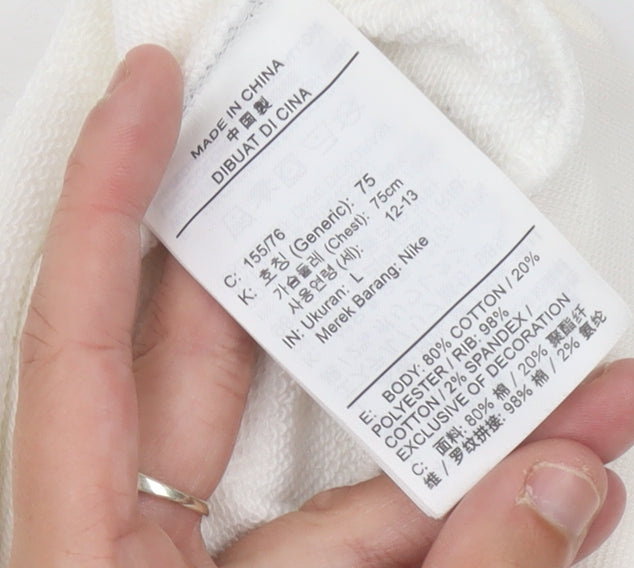 MADE IN CHINA
中国製
DIBUAT DI CINA
C: 155/76
K: 호칭 (Generic): 75
가슴둘레 (Chest): 75cm
사용연령 (세): 12-13
IN: Ukuran: L
Merek Barang: Nike
E: BODY: 80% COTTON / 20%
POLYESTER / RIB: 98%
COTTON / 2% SPANDEX /
EXCLUSIVE OF DECORATION
C: 面料: 80% 棉 / 20% 聚酯纤
维 / 罗纹拼接: 98% 棉 / 2% 氨纶